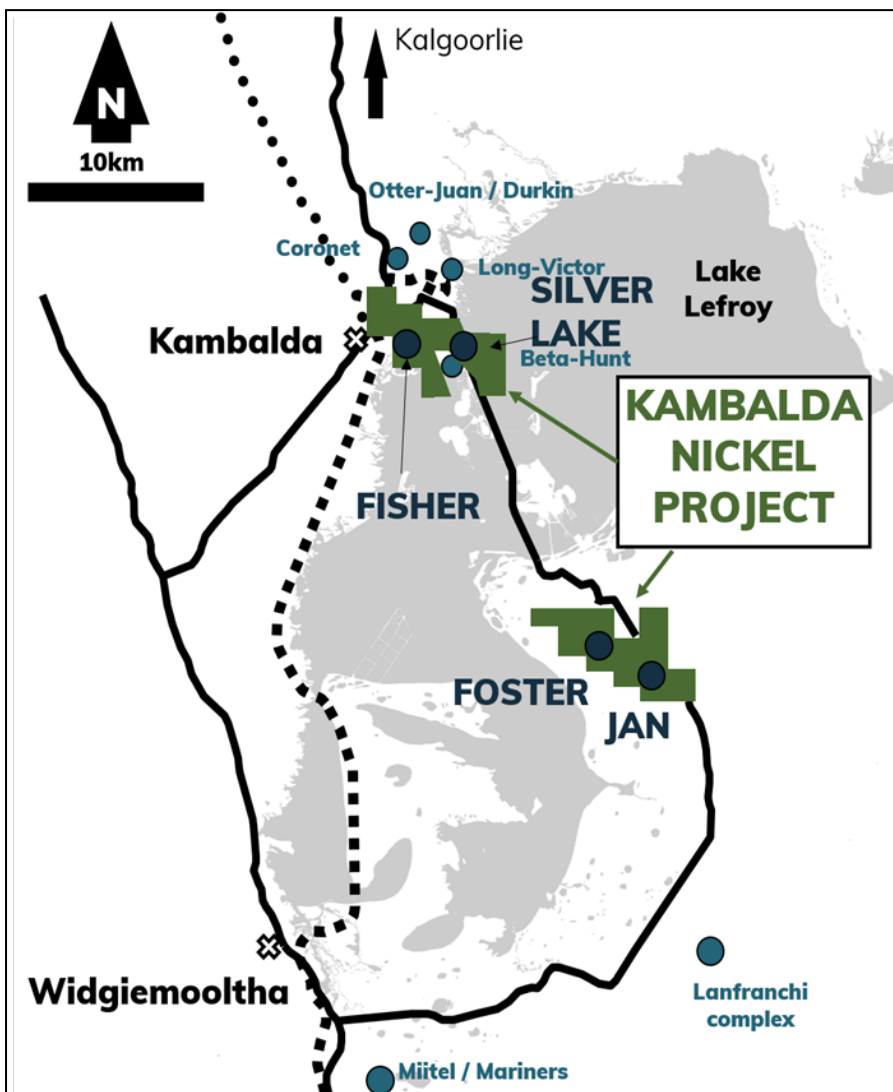 Kalgoorlie
N
10km
Otter-Juan / Durkin
Coronet
Long-Victor
SILVER
LAKE
Lake
Lefroy
Kambalda
Beta-Hunt
KAMBALDA
NICKEL
PROJECT
FISHER
FOSTER
JAN
Widgiemooltha
Lanfranchi
complex
Miitel / Mariners